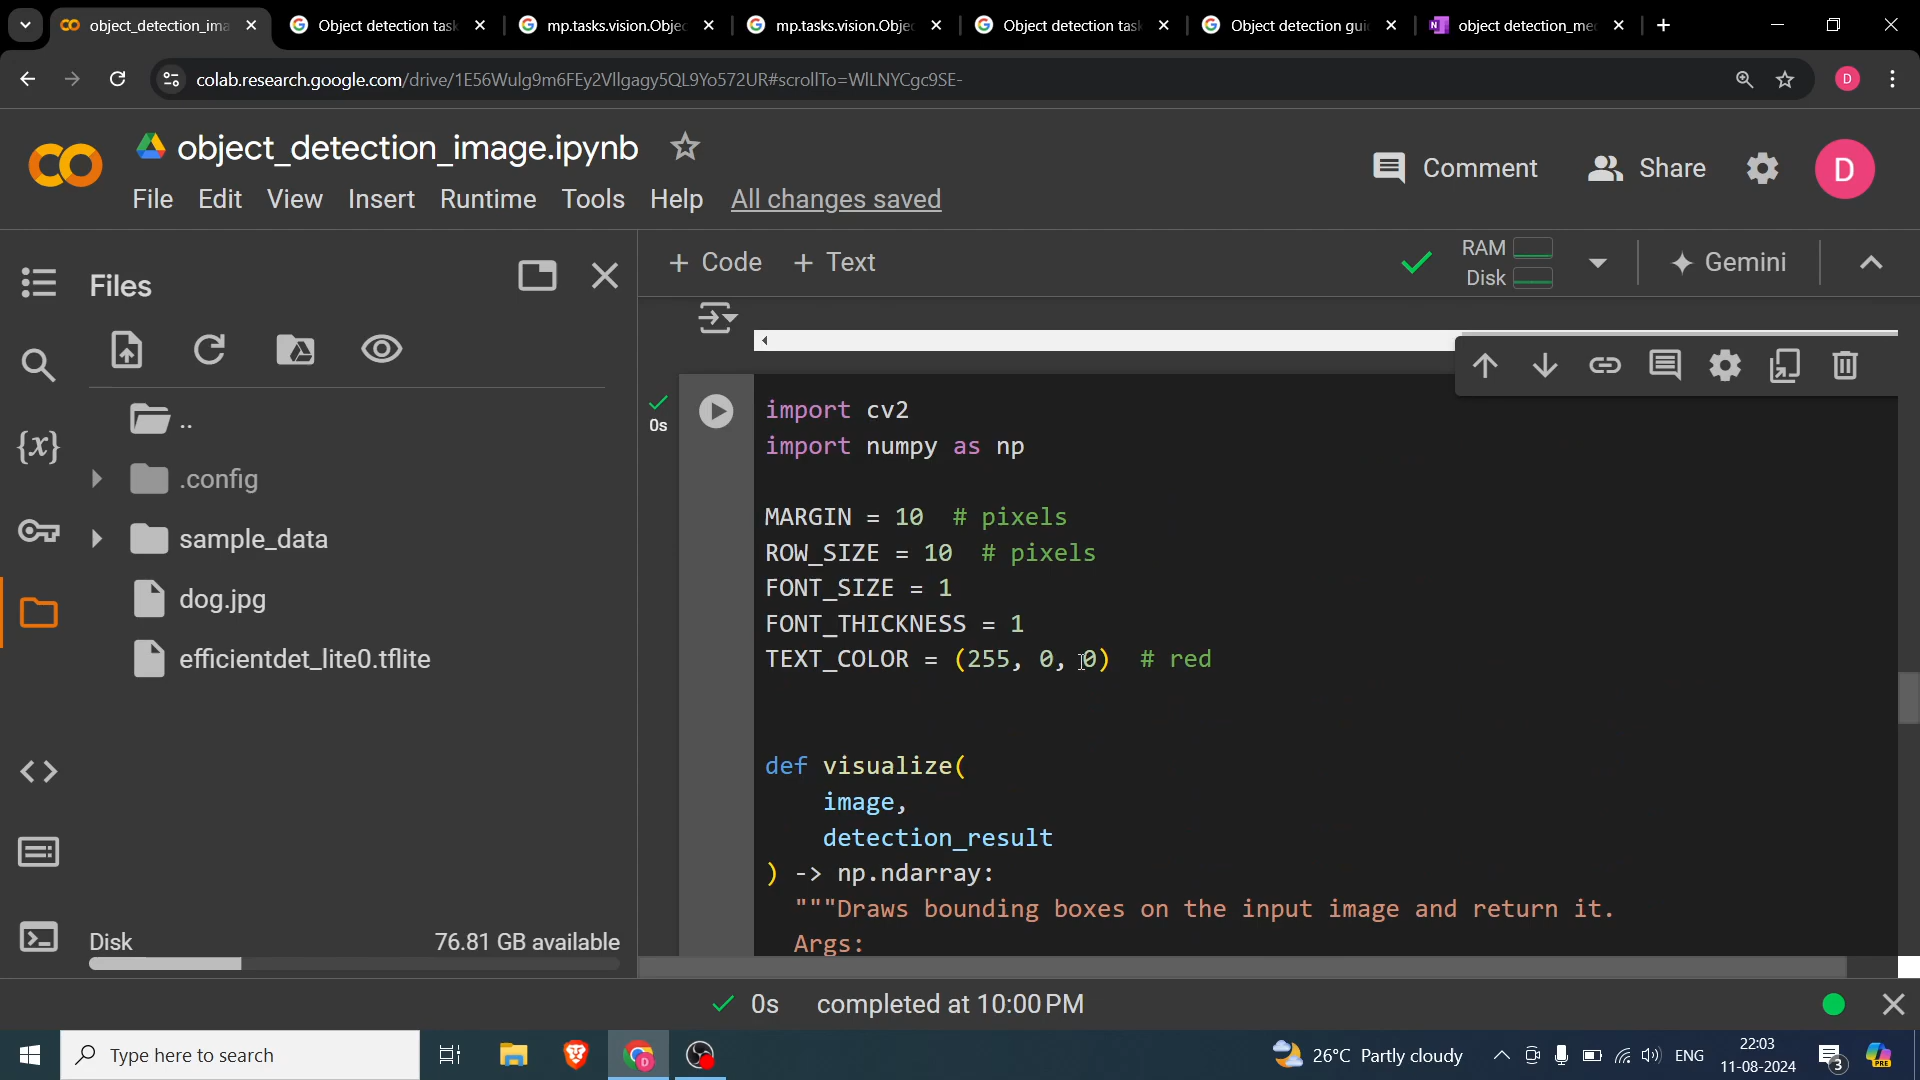 object_detection_ima
Object detection task
mp.tasks.vision.Objec
mp.tasks.vision.Objec
Object detection task
Object detection gui
object detection_me
colab.research.google.com/drive/1E56Wulg9m6FEy2Vllgagy5QL9Yo572UR#scrollTo=WlLNYCgc9SE-
D
object_detection_image.ipynb
File Edit View Insert Runtime Tools Help All changes saved
Comment
Share
D
Files
+ Code + Text
RAM
Disk
Gemini
..
.config
sample_data
dog.jpg
efficientdet_lite0.tflite
{x}
Disk 76.81 GB available
0s
import cv2
import numpy as np
MARGIN = 10 # pixels
ROW_SIZE = 10 # pixels
FONT_SIZE = 1
FONT_THICKNESS = 1
TEXT_COLOR = (255, 0, 0) # red
def visualize(
image,
detection_result
) -> np.ndarray:
"""Draws bounding boxes on the input image and return it.
Args:
0s completed at 10:00 PM
Type here to search
26°C Partly cloudy
ENG
22:03
11-08-2024
3
PRE